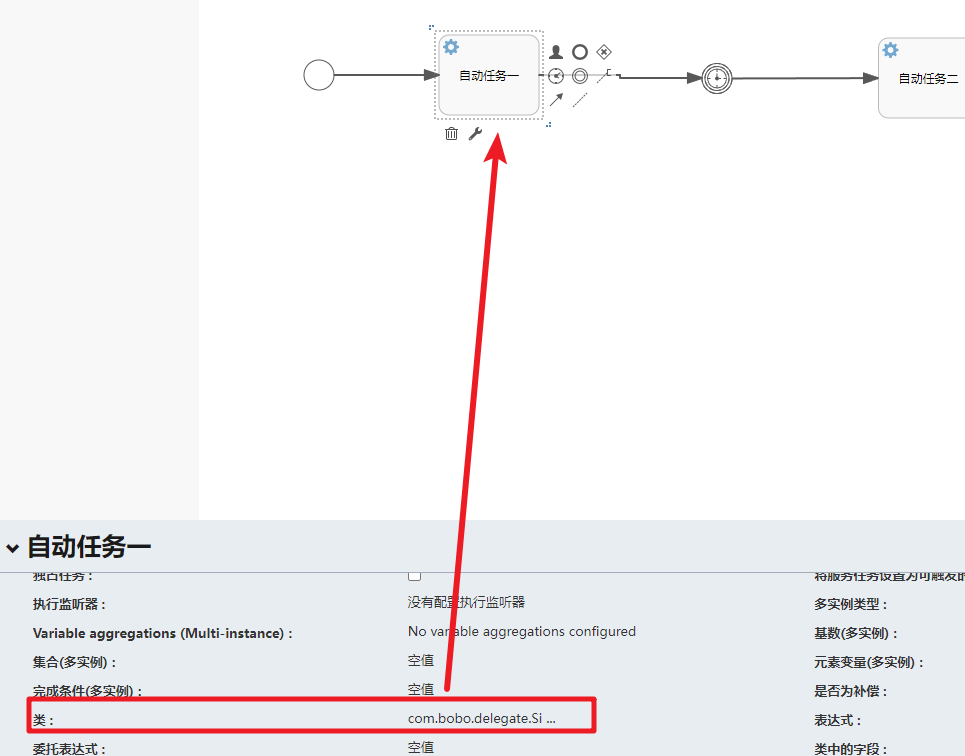 自动任务一
自动任务二
自动任务一
独占任务 :
将服务任务设置为可触发的
执行监听器 :
没有配置执行监听器
多实例类型 :
Variable aggregations (Multi-instance) :
No variable aggregations configured
基数(多实例) :
集合(多实例) :
空值
元素变量(多实例) :
完成条件(多实例) :
空值
是否为补偿 :
类 :
com.bobo.delegate.Si ...
表达式 :
委托表达式 :
空值
类中的字段 :